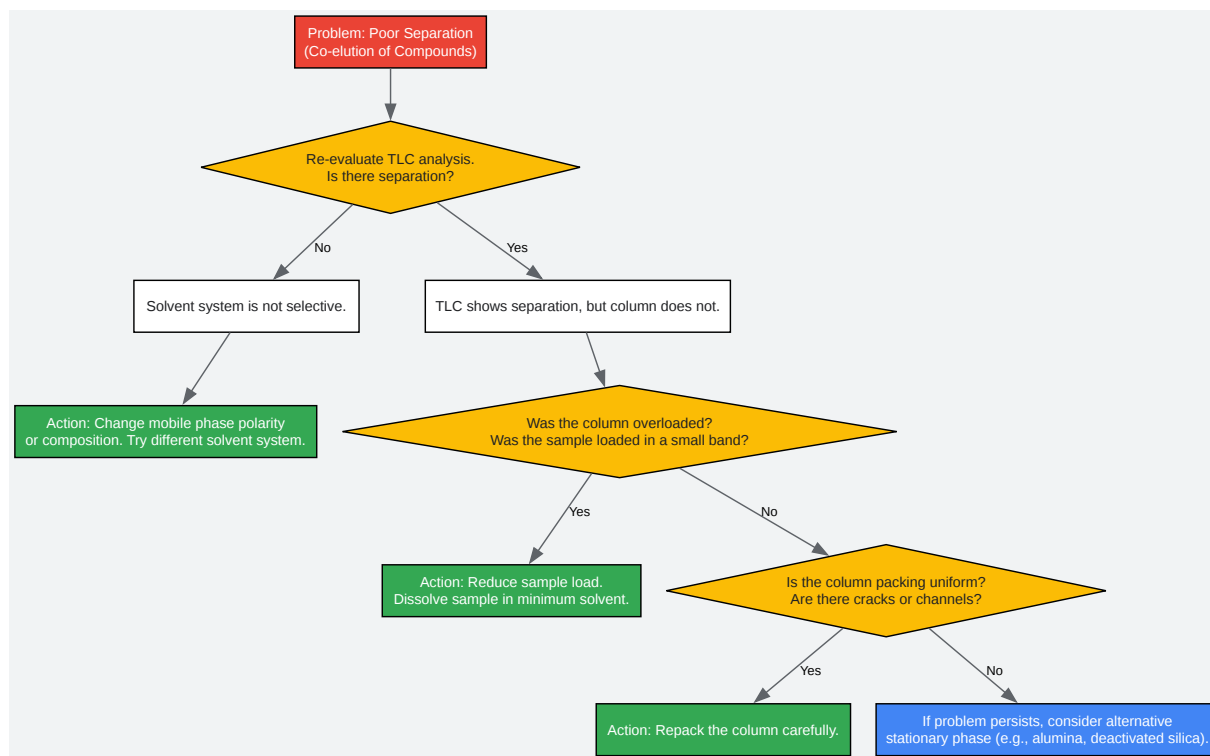 Problem: Poor Separation
(Co-elution of Compounds)
Re-evaluate TLC analysis.
Is there separation?
No
Yes
Solvent system is not selective.
TLC shows separation, but column does not.
Action: Change mobile phase polarity
or composition. Try different solvent system.
Was the column overloaded?
Was the sample loaded in a small band?
Yes
No
Action: Reduce sample load.
Dissolve sample in minimum solvent.
Is the column packing uniform?
Are there cracks or channels?
Yes
No
Action: Repack the column carefully.
If problem persists, consider alternative
stationary phase (e.g., alumina, deactivated silica).